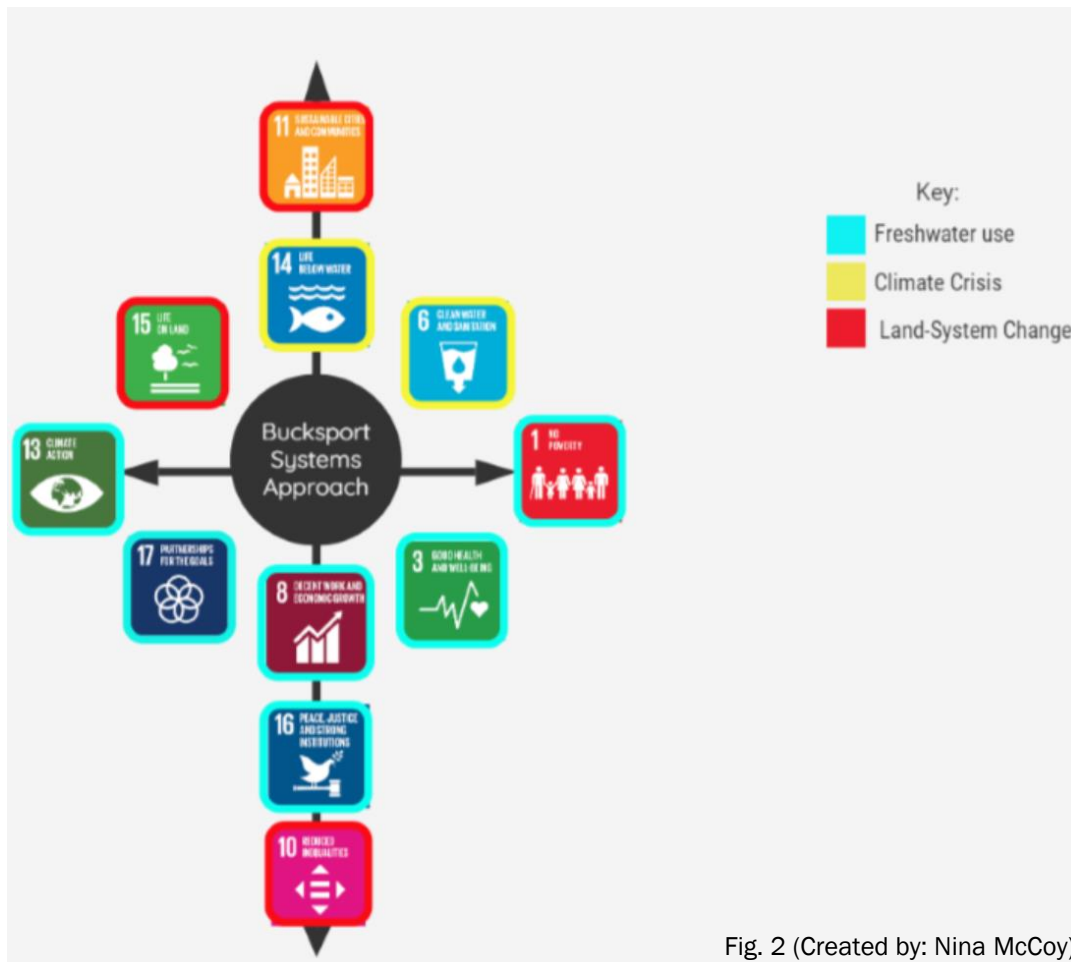 11 SUSTAINABLE CITIES
AND COMMUNITIES
14 LIFE
BELOW WATER
15 LIFE
ON LAND
6 CLEAN WATER
AND SANITATION
Bucksport
Systems
Approach
13 CLIMATE
ACTION
1 NO
POVERTY
17 PARTNERSHIPS
FOR THE GOALS
8 DECENT WORK AND
ECONOMIC GROWTH
3 GOOD HEALTH
AND WELL-BEING
16 PEACE, JUSTICE
AND STRONG
INSTITUTIONS
10 REDUCED
INEQUALITIES
Key:
Freshwater use
Climate Crisis
Land-System Change
Fig. 2 (Created by: Nina McCoy)